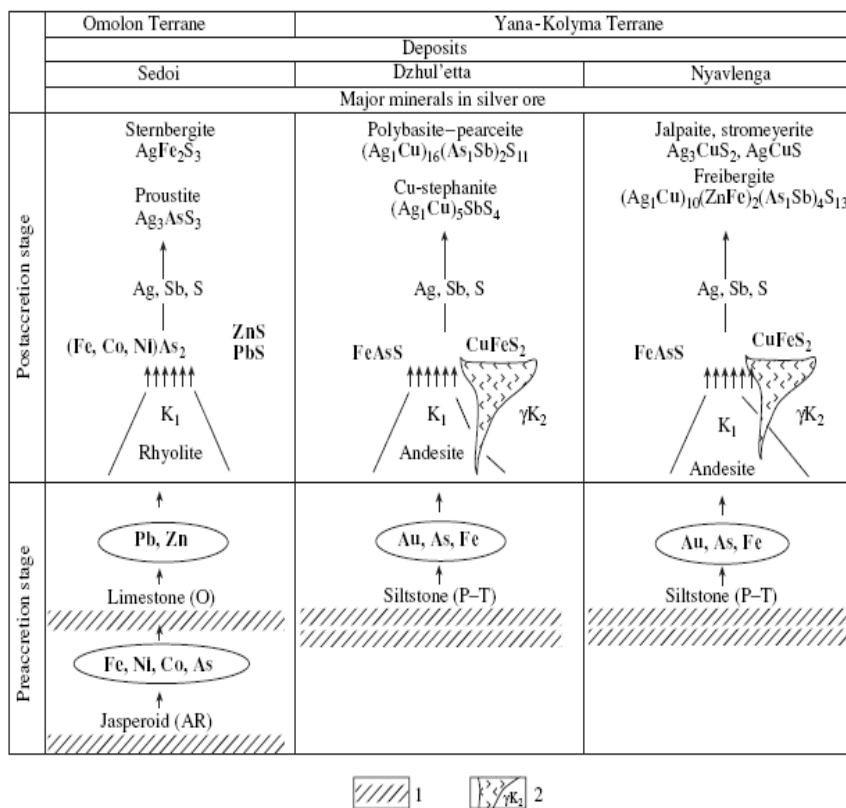 Omolon Terrane
Yana-Kolyma Terrane
Deposits
Sedoi
Dzhul'etta
Nyavlenga
Major minerals in silver ore
Postaccretion stage
Sternbergite
AgFe₂S₃
Proustite
Ag₃AsS₃
Ag, Sb, S
(Fe, Co, Ni)As₂
ZnS
PbS
K₁
Rhyolite
Polybasite–pearceite
(Ag₁Cu)₁₆(As₁Sb)₂S₁₁
Cu-stephanite
(Ag₁Cu)₅SbS₄
Ag, Sb, S
FeAsS
CuFeS₂
K₁
γK₂
Andesite
Jalpaite, stromeyerite
Ag₃CuS₂, AgCuS
Freibergite
(Ag₁Cu)₁₀(ZnFe)₂(As₁Sb)₄S₁₃
Ag, Sb, S
FeAsS
CuFeS₂
K₁
γK₂
Andesite
Preaccretion stage
Pb, Zn
Limestone (O)
Fe, Ni, Co, As
Jasperoid (AR)
Au, As, Fe
Siltstone (P–T)
Au, As, Fe
Siltstone (P–T)
1
γK₂ 2